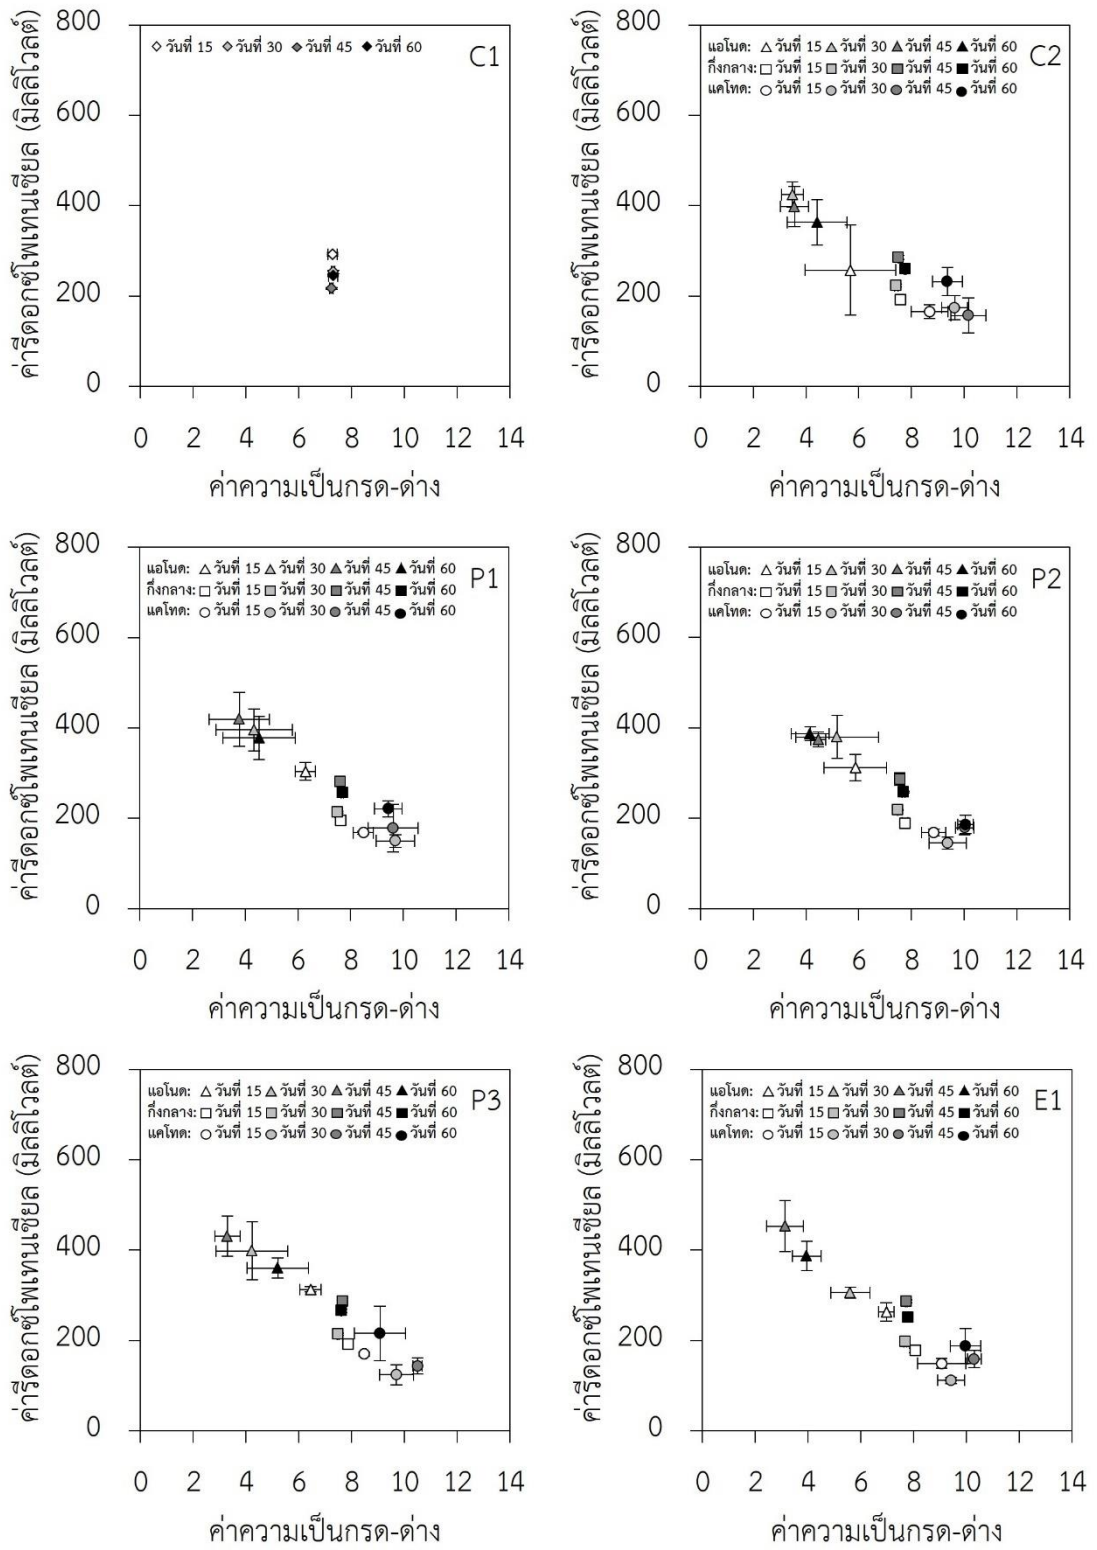 ค่ารีดอกซ์โพเทนเชียล (มิลลิโวลต์)
800
600
400
200
0
วันที่ 15 วันที่ 30 วันที่ 45 วันที่ 60
C1
0 2 4 6 8 10 12 14
ค่าความเป็นกรด-ด่าง
ค่ารีดอกซ์โพเทนเชียล (มิลลิโวลต์)
800
600
400
200
0
แอโนด: วันที่ 15 วันที่ 30 วันที่ 45 วันที่ 60
กึ่งกลาง: วันที่ 15 วันที่ 30 วันที่ 45 วันที่ 60
แคโทด: วันที่ 15 วันที่ 30 วันที่ 45 วันที่ 60
C2
0 2 4 6 8 10 12 14
ค่าความเป็นกรด-ด่าง
ค่ารีดอกซ์โพเทนเชียล (มิลลิโวลต์)
800
600
400
200
0
แอโนด: วันที่ 15 วันที่ 30 วันที่ 45 วันที่ 60
กึ่งกลาง: วันที่ 15 วันที่ 30 วันที่ 45 วันที่ 60
แคโทด: วันที่ 15 วันที่ 30 วันที่ 45 วันที่ 60
P1
0 2 4 6 8 10 12 14
ค่าความเป็นกรด-ด่าง
ค่ารีดอกซ์โพเทนเชียล (มิลลิโวลต์)
800
600
400
200
0
แอโนด: วันที่ 15 วันที่ 30 วันที่ 45 วันที่ 60
กึ่งกลาง: วันที่ 15 วันที่ 30 วันที่ 45 วันที่ 60
แคโทด: วันที่ 15 วันที่ 30 วันที่ 45 วันที่ 60
P2
0 2 4 6 8 10 12 14
ค่าความเป็นกรด-ด่าง
ค่ารีดอกซ์โพเทนเชียล (มิลลิโวลต์)
800
600
400
200
0
แอโนด: วันที่ 15 วันที่ 30 วันที่ 45 วันที่ 60
กึ่งกลาง: วันที่ 15 วันที่ 30 วันที่ 45 วันที่ 60
แคโทด: วันที่ 15 วันที่ 30 วันที่ 45 วันที่ 60
P3
0 2 4 6 8 10 12 14
ค่าความเป็นกรด-ด่าง
ค่ารีดอกซ์โพเทนเชียล (มิลลิโวลต์)
800
600
400
200
0
แอโนด: วันที่ 15 วันที่ 30 วันที่ 45 วันที่ 60
กึ่งกลาง: วันที่ 15 วันที่ 30 วันที่ 45 วันที่ 60
แคโทด: วันที่ 15 วันที่ 30 วันที่ 45 วันที่ 60
E1
0 2 4 6 8 10 12 14
ค่าความเป็นกรด-ด่าง